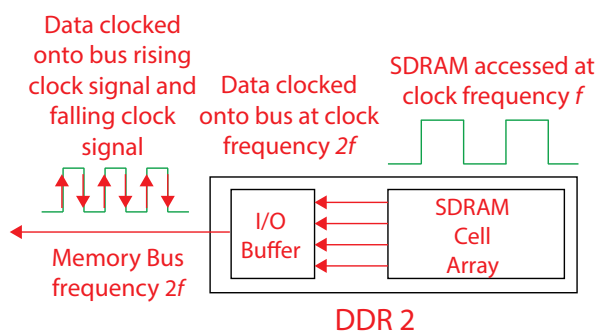 Data clocked
onto bus rising
clock signal and
falling clock
signal
Data clocked
onto bus at clock
frequency 2f
SDRAM accessed at
clock frequency f
I/O
Buffer
SDRAM
Cell
Array
Memory Bus
frequency 2f
DDR 2